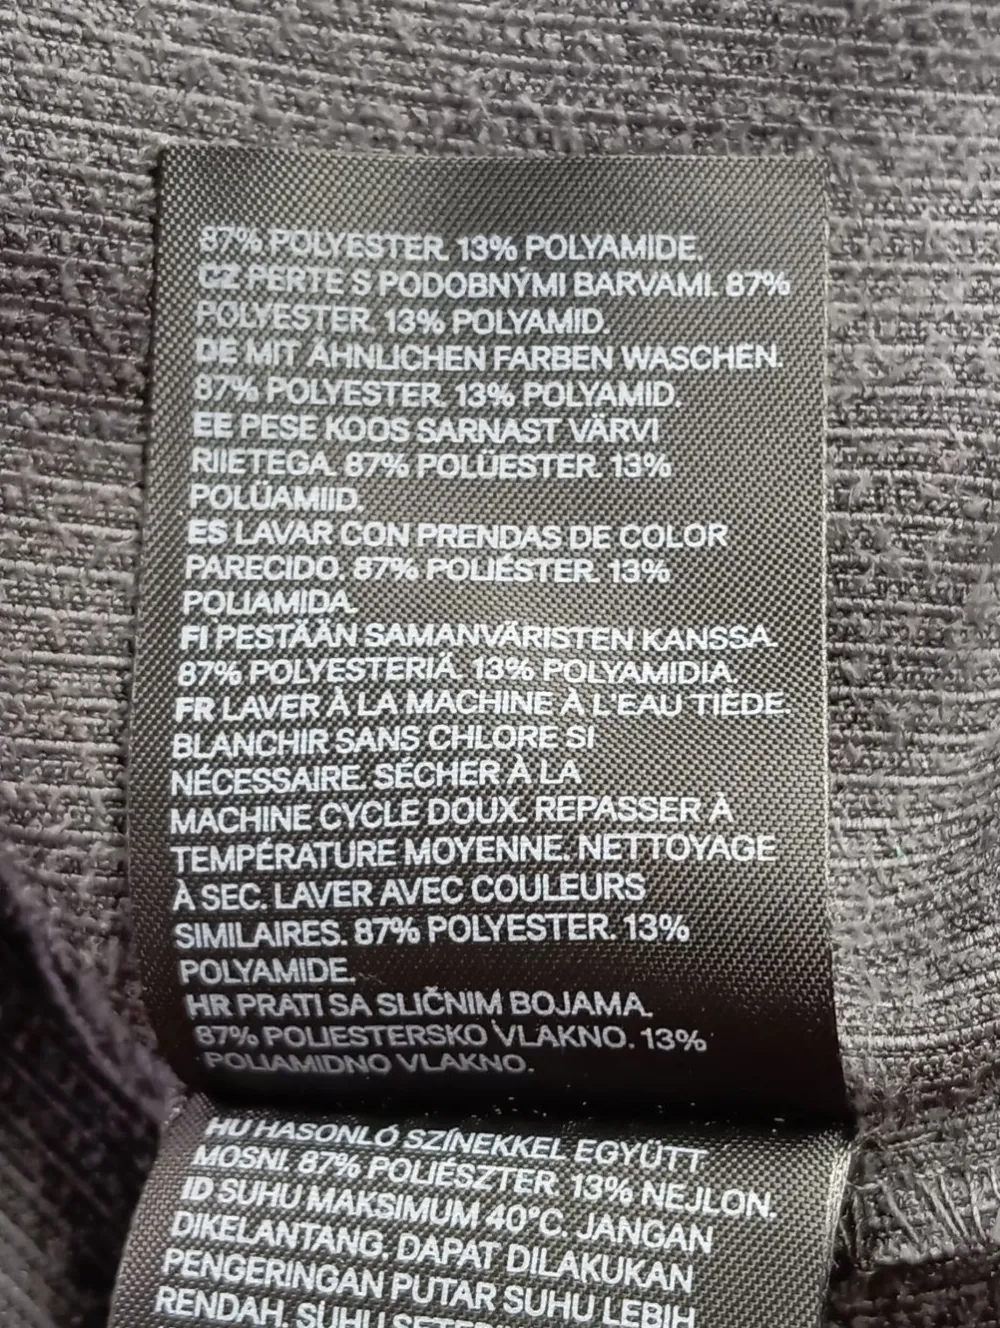 87% POLYESTER. 13% POLYAMIDE.
CZ PERTE S PODOBNÝMI BARVAMI. 87%
POLYESTER. 13% POLYAMID.
DE MIT ÄHNLICHEN FARBEN WASCHEN.
87% POLYESTER. 13% POLYAMID.
EE PESE KOOS SARNAST VÄRVI
RIIETEGA. 87% POLÜESTER. 13%
POLÜAMIID.
ES LAVAR CON PRENDAS DE COLOR
PARECIDO. 87% POLIÉSTER. 13%
POLIAMIDA.
FI PESTÄÄN SAMANVÄRISTEN KANSSA.
87% POLYESTERIÄ. 13% POLYAMIDIA.
FR LAVER À LA MACHINE À L'EAU TIÈDE.
BLANCHIR SANS CHLORE SI
NÉCESSAIRE. SÉCHER À LA
MACHINE CYCLE DOUX. REPASSER À
TEMPÉRATURE MOYENNE. NETTOYAGE
À SEC. LAVER AVEC COULEURS
SIMILAIRES. 87% POLYESTER. 13%
POLYAMIDE.
HR PRATI SA SLIČNIM BOJAMA.
87% POLIESTERSKO VLAKNO. 13%
POLIAMIDNO VLAKNO.
HU HASONLÓ SZÍNEKKEL EGYÜTT
MOSNI. 87% POLIÉSZTER. 13% NEJLON.
ID SUHU MAKSIMUM 40°C. JANGAN
DIKELANTANG. DAPAT DILAKUKAN
PENGERINGAN PUTAR SUHU LEBIH
RENDAH. SUHU